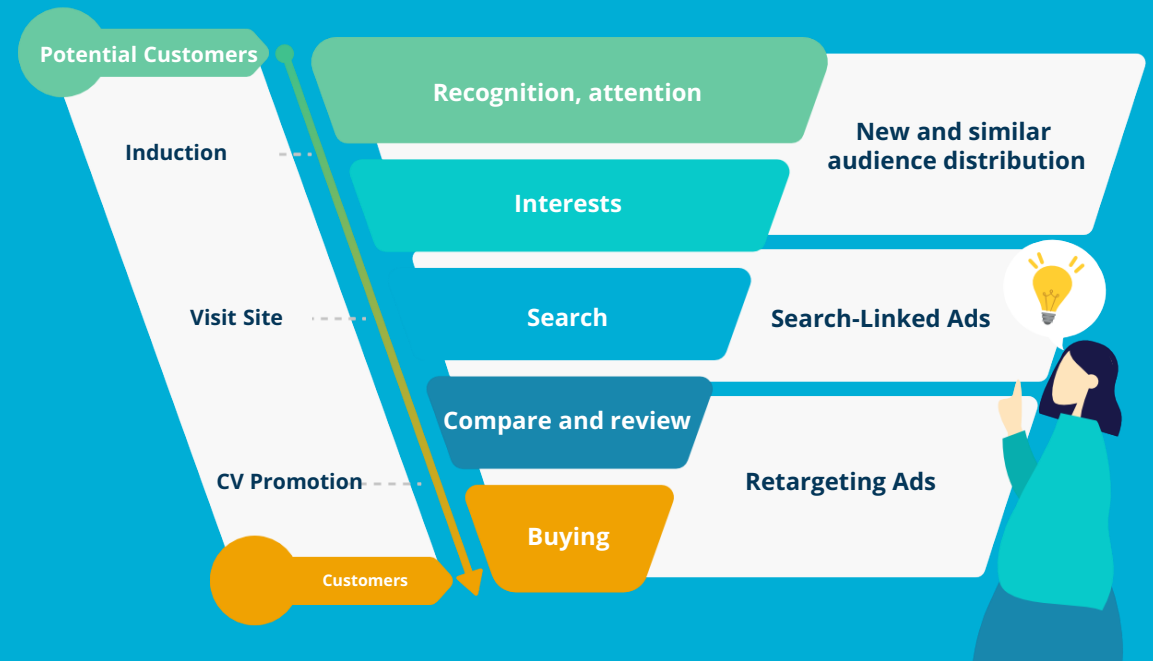 Potential Customers
Recognition, attention
New and similar
audience distribution
Induction
Interests
Visit Site
Search
Search-Linked Ads
Compare and review
CV Promotion
Retargeting Ads
Buying
Customers